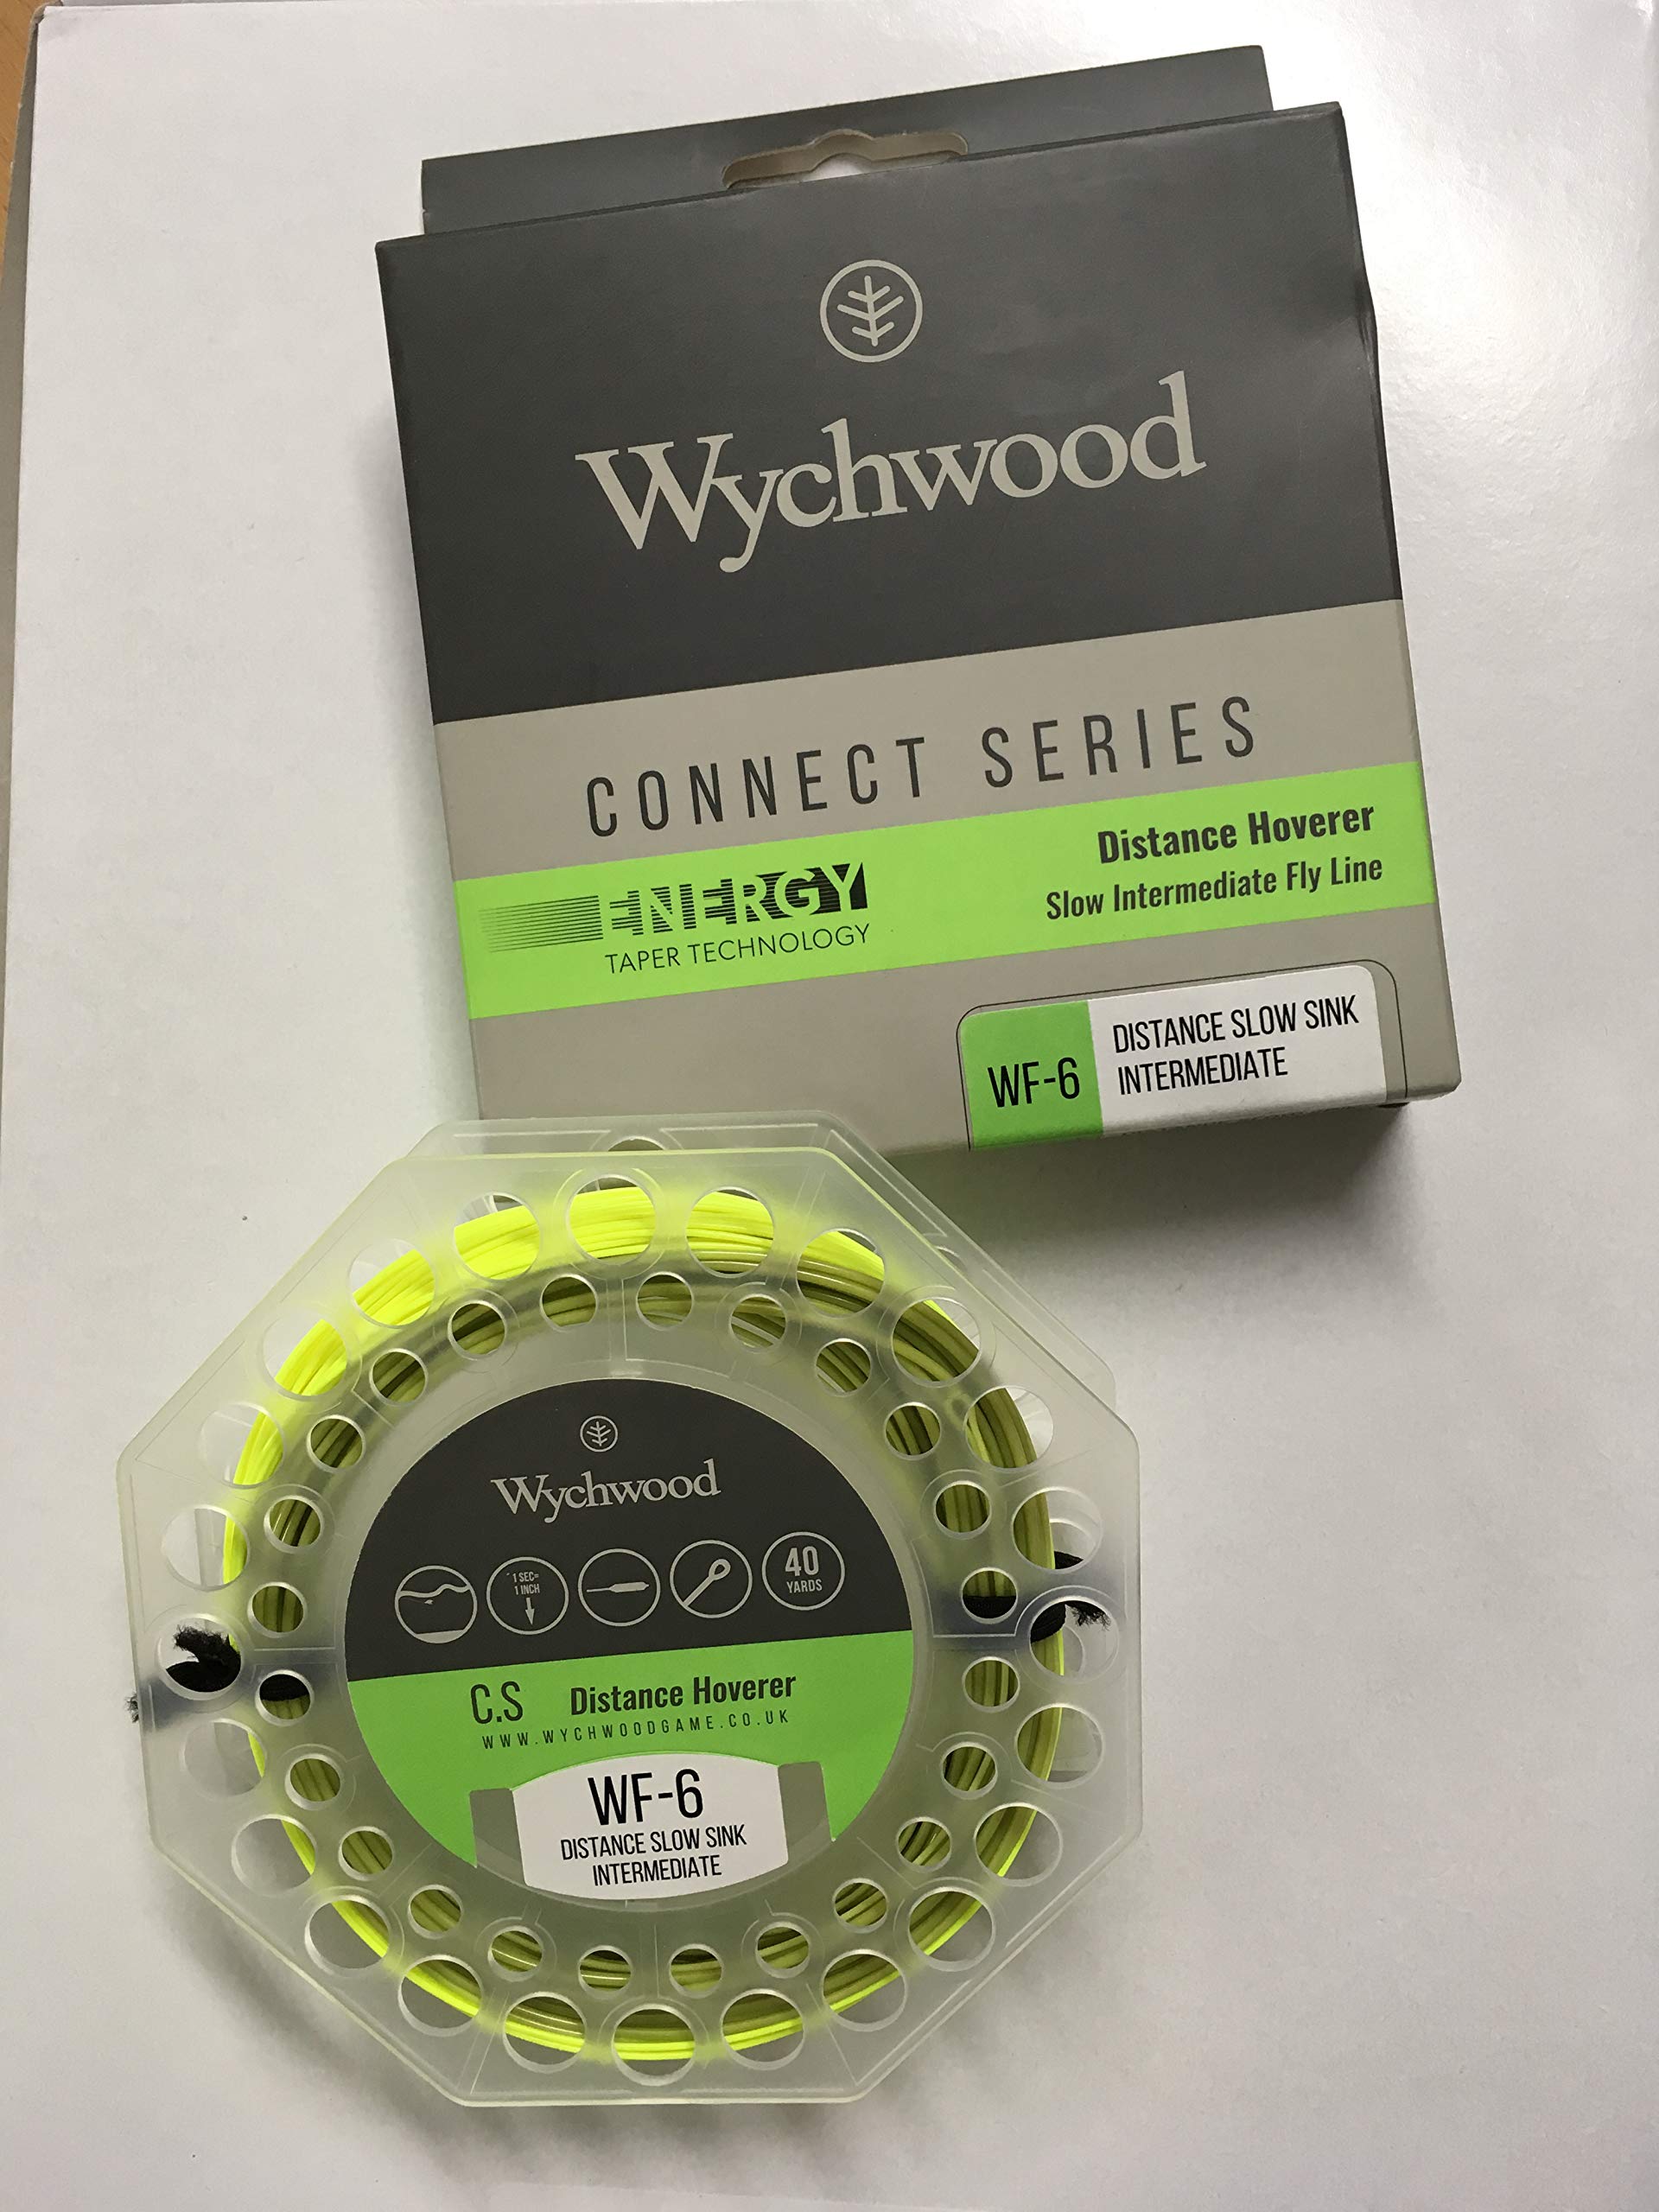 Wychwood
CONNECT SERIES
ENERGY
TAPER TECHNOLOGY
Distance Hoverer
Slow Intermediate Fly Line
WF-6
DISTANCE SLOW SINK
INTERMEDIATE
Wychwood
1 SEC=
1 INCH
40
YARDS
C.S Distance Hoverer
WWW.WYCHWOODGAME.CO.UK
WF-6
DISTANCE SLOW SINK
INTERMEDIATE